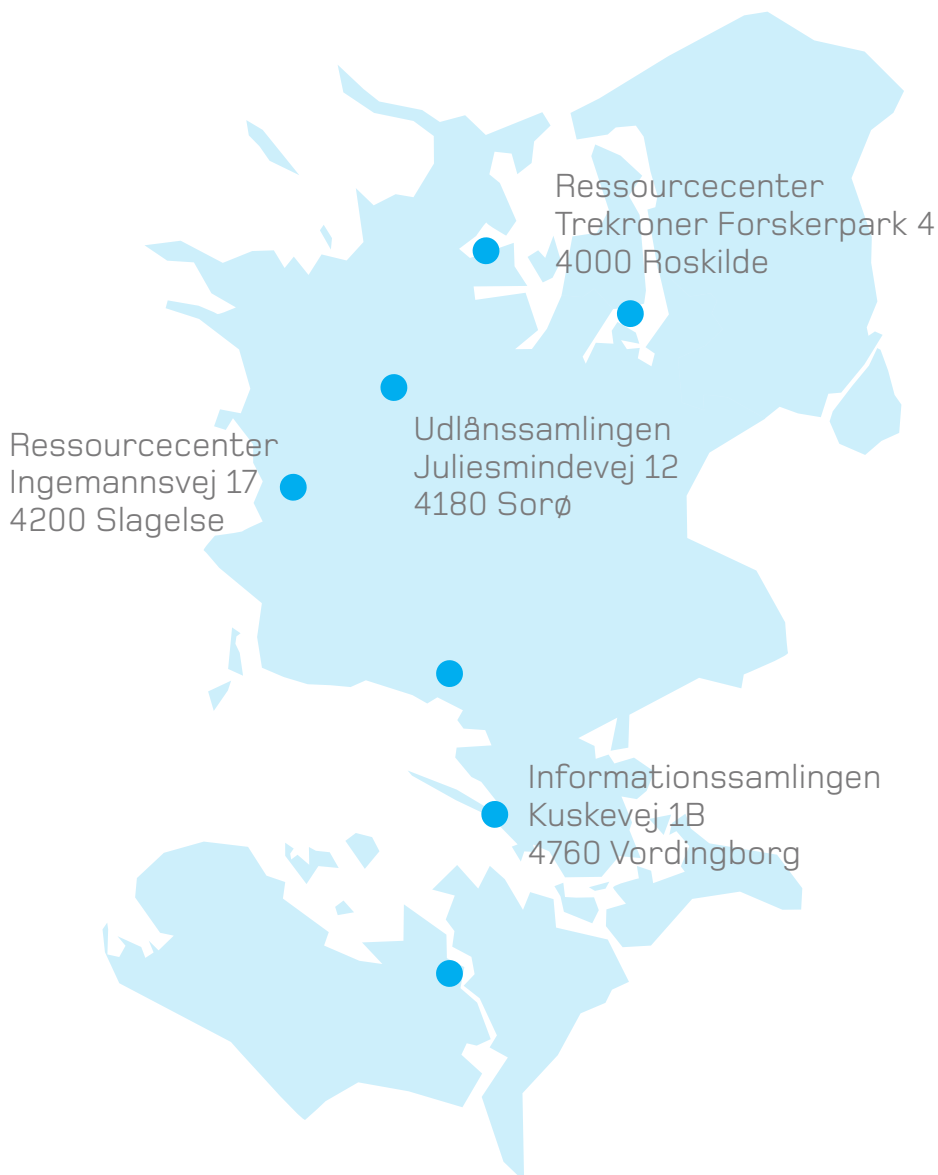 Ressourcecenter
Trekroner Forskerpark 4
4000 Roskilde
Udlånssamlingen
Juliesmindevej 12
4180 Sorø
Ressourcecenter
Ingemannsvej 17
4200 Slagelse
Informationssamlingen
Kuskevej 1B
4760 Vordingborg